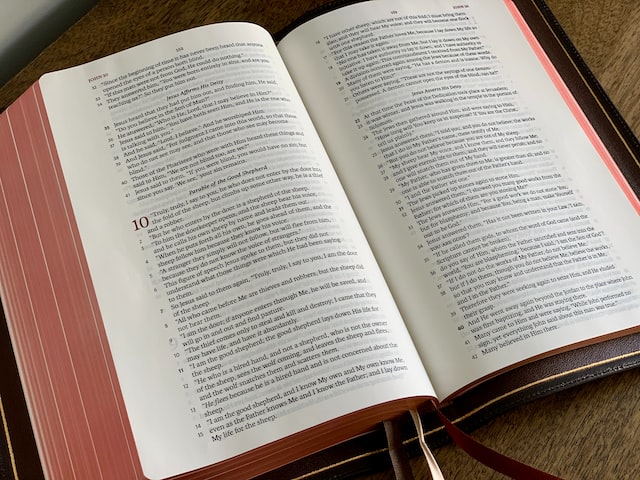 JOHN 10
32 "Since the beginning of time it has never been heard that anyone
opened the eyes of a person born blind.
33 "If this man were not from God, He could do nothing."
34 They answered him, "You were born entirely in sins, and are you
teaching us?" So they put him out.
Jesus Affirms His Deity
35 Jesus heard that they had put him out, and finding him, He said,
"Do you believe in the Son of Man?"
36 He answered, "Who is He, Lord, that I may believe in Him?"
37 Jesus said to him, "You have both seen Him, and He is the one who
is talking with you."
38 And he said, "Lord, I believe." And he worshiped Him.
39 And Jesus said, "For judgment I came into this world, so that those
who do not see may see, and that those who see may become
blind."
40 Those of the Pharisees who were with Him heard these things and
said to Him, "We are not blind too, are we?"
41 Jesus said to them, "If you were blind, you would have no sin; but
since you say, 'We see,' your sin remains.
Parable of the Good Shepherd
10 "Truly, truly, I say to you, he who does not enter by the door into
the fold of the sheep, but climbs up some other way, he is a thief
and a robber.
2 "But he who enters by the door is a shepherd of the sheep.
3 "To him the doorkeeper opens, and the sheep hear his voice,
and he calls his own sheep by name and leads them out.
4 "When he puts forth all his own, he goes ahead of them, and the
sheep follow him because they know his voice.
5 "A stranger they simply will not follow, but will flee from him,
because they do not know the voice of strangers."
6 This figure of speech Jesus spoke to them, but they did not
understand what those things were which He had been saying
to them.
7 So Jesus said to them again, "Truly, truly, I say to you, I am the door
of the sheep.
8 "All who came before Me are thieves and robbers, but the sheep did
not hear them.
9 "I am the door; if anyone enters through Me, he will be saved, and
will go in and out and find pasture.
10 "The thief comes only to steal and kill and destroy; I came that they
may have life, and have it abundantly.
11 "I am the good shepherd; the good shepherd lays down His life for
the sheep.
12 "He who is a hired hand, and not a shepherd, who is not the owner
of the sheep, sees the wolf coming, and leaves the sheep and flees,
and the wolf snatches them and scatters them.
13 "He flees because he is a hired hand and is not concerned about the
sheep.
14 "I am the good shepherd, and I know My own and My own know Me,
15 even as the Father knows Me and I know the Father; and I lay down
My life for the sheep.
JOHN 10
16 "I have other sheep, which are not of this fold; I must bring them
also, and they will hear My voice; and they will become one flock
with one shepherd.
17 "For this reason the Father loves Me, because I lay down My life so
that I may take it again.
18 "No one has taken it away from Me, but I lay it down on My own
initiative. I have authority to lay it down, and I have authority to
take it up again. This commandment I received from My Father."
19 A division occurred again among the Jews because of these words.
20 Many of them were saying, "He has a demon and is insane. Why do
you listen to Him?"
21 Others were saying, "These are not the sayings of one demon-
possessed. A demon cannot open the eyes of the blind, can he?"
Jesus Asserts His Deity
22 At that time the Feast of the Dedication took place at Jerusalem;
23 it was winter, and Jesus was walking in the temple in the portico of
Solomon.
24 The Jews then gathered around Him, and were saying to Him,
"How long will You keep us in suspense? If You are the Christ,
tell us plainly."
25 Jesus answered them, "I told you, and you do not believe; the works
that I do in My Father's name, these testify of Me.
26 "But you do not believe because you are not of My sheep.
27 "My sheep hear My voice, and I know them, and they follow Me;
28 and I give eternal life to them, and they will never perish; and no
one will snatch them out of My hand.
29 "My Father, who has given them to Me, is greater than all; and no
one is able to snatch them out of the Father's hand.
30 "I and the Father are one."
31 The Jews picked up stones again to stone Him.
32 Jesus answered them, "I showed you many good works from the
Father; for which of them are you stoning Me?"
33 The Jews answered Him, "For a good work we do not stone You,
but for blasphemy; and because You, being a man, make Yourself
out to be God."
34 Jesus answered them, "Has it not been written in your Law, 'I SAID,
YOU ARE GODS'?
35 "If he called them gods, to whom the word of God came (and the
Scripture cannot be broken),
36 do you say of Him, whom the Father sanctified and sent into the
world, 'You are blaspheming,' because I said, 'I am the Son of God'?
37 "If I do not do the works of My Father, do not believe Me;
38 but if I do them, though you do not believe Me, believe the works,
so that you may know and understand that the Father is in Me,
and I in the Father."
39 Therefore they were seeking again to seize Him, and He eluded
their grasp.
40 And He went away again beyond the Jordan to the place where John
was first baptizing, and He was staying there.
41 Many came to Him and were saying, "While John performed no
sign, yet everything John said about this man was true."
42 Many believed in Him there.